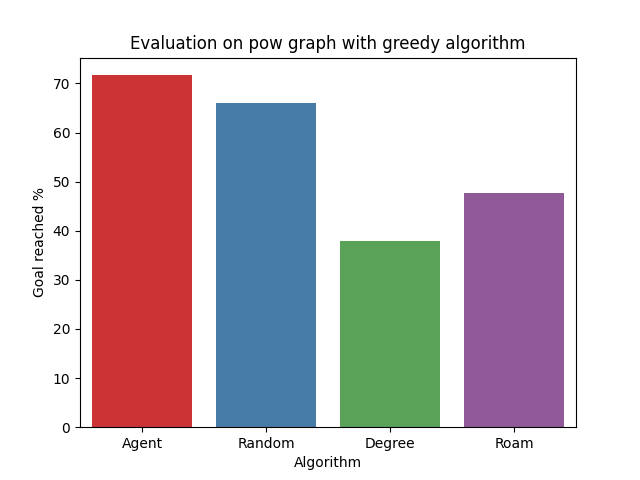 Evaluation on pow graph with greedy algorithm
Goal reached %
70
60
50
40
30
20
10
0
Agent Random Degree Roam
Algorithm